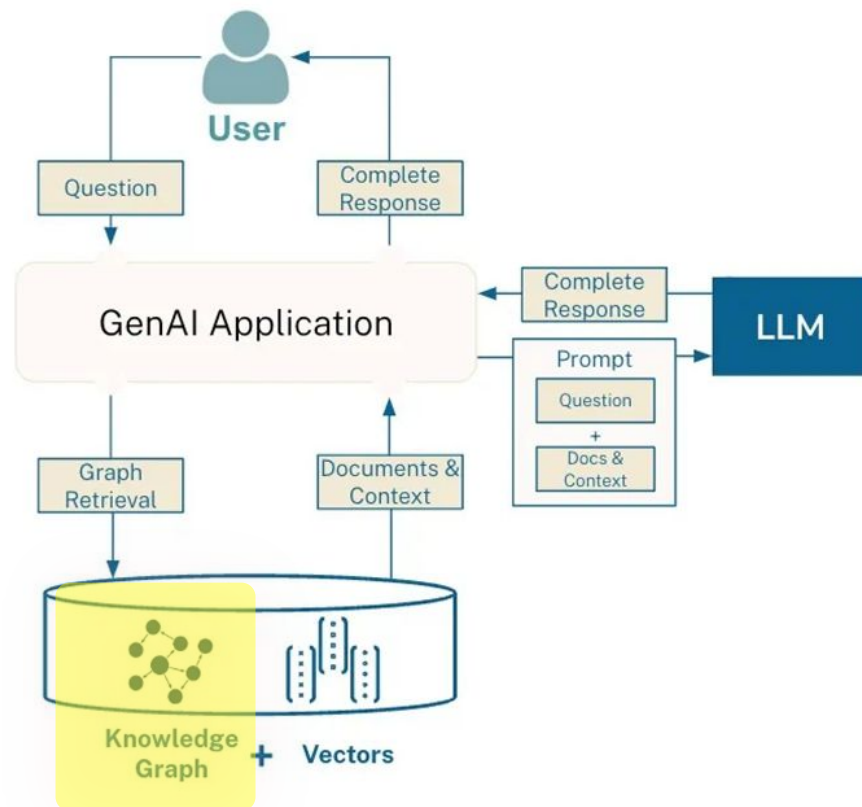 User
Question
Complete
Response
GenAI Application
Complete
Response
LLM
Prompt
Question
+
Docs &
Context
Graph
Retrieval
Documents &
Context
Knowledge
Graph
+ Vectors